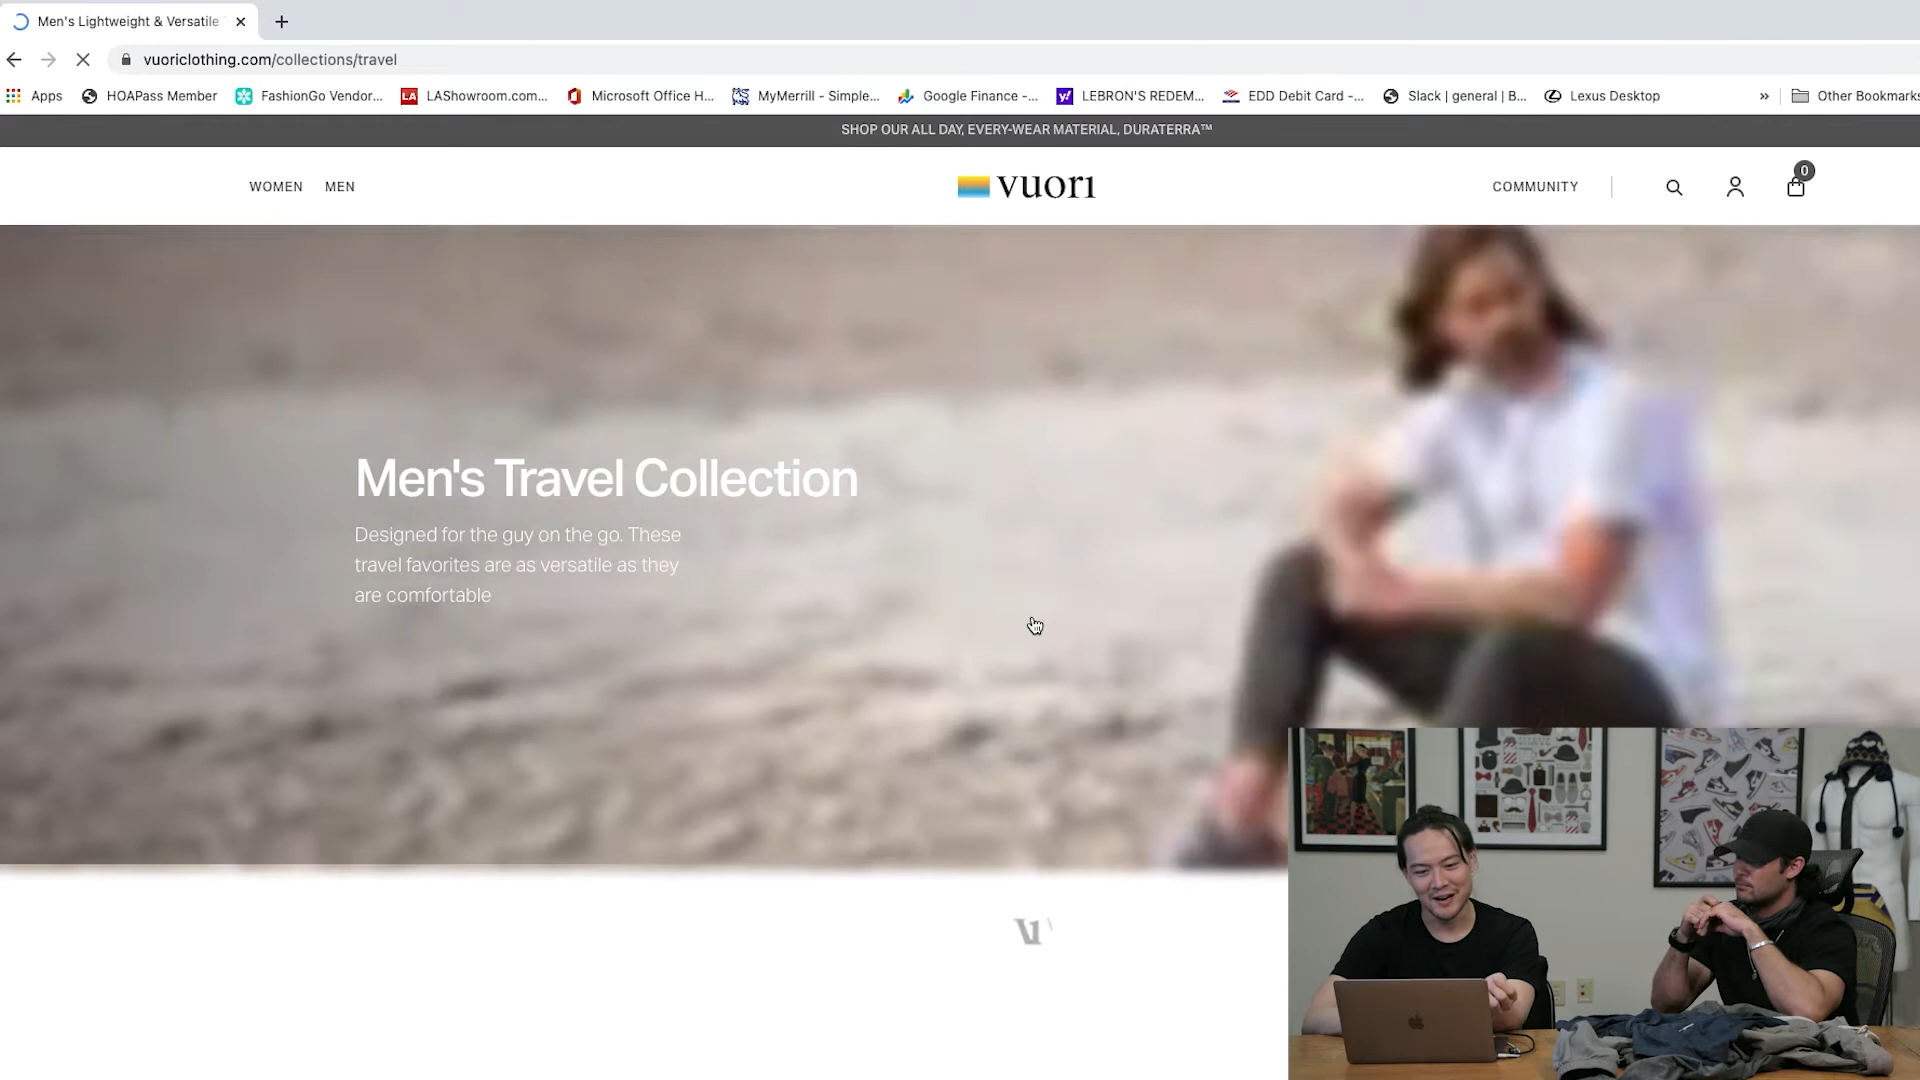 Men's Lightweight & Versatile
vuoriclothing.com/collections/travel
Apps
HOAPass Member
FashionGo Vendor...
LA
LAShowroom.com...
Microsoft Office H...
MyMerrill - Simple...
Google Finance -...
y!
LEBRON'S REDEM...
EDD Debit Card -...
Slack | general | B...
Lexus Desktop
»
Other Bookmarks
SHOP OUR ALL DAY, EVERY-WEAR MATERIAL, DURATERRA™
WOMEN
MEN
vuori
COMMUNITY
0
Men's Travel Collection
Designed for the guy on the go. These
travel favorites are as versatile as they
are comfortable